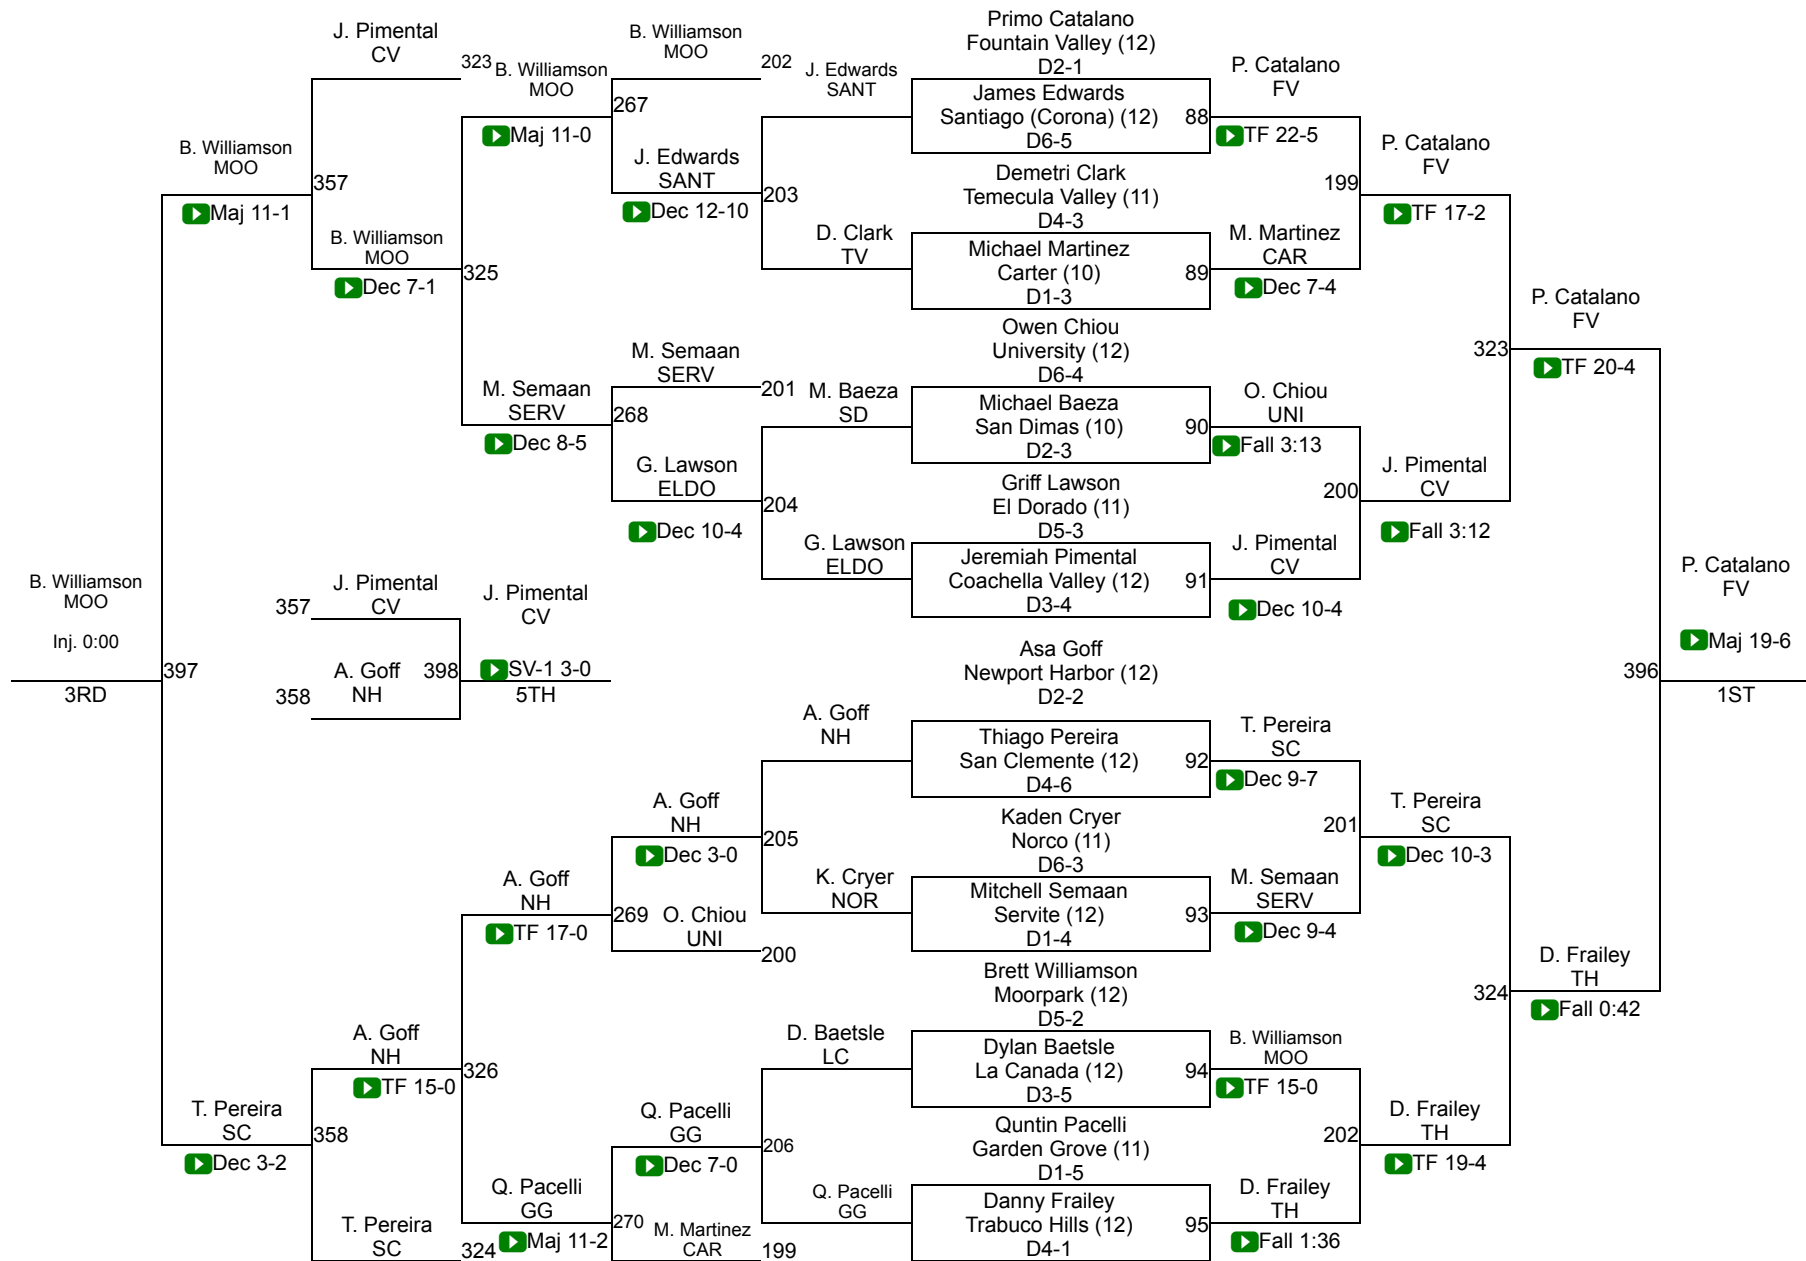 J. Pimental
CV
323
B. Williamson
MOO
357
B. Williamson
MOO
Maj 11-1
B. Williamson
MOO
Dec 7-1
325
B. Williamson
MOO
Maj 11-0
267
B. Williamson
MOO
202
J. Edwards
SANT
Dec 12-10
203
J. Edwards
SANT
D. Clark
TV
M. Semaan
SERV
Dec 8-5
268
M. Semaan
SERV
201
G. Lawson
ELDO
Dec 10-4
204
M. Baeza
SD
G. Lawson
ELDO
Primo Catalano
Fountain Valley (12)
D2-1
James Edwards
Santiago (Corona) (12)
D6-5
88
Demetri Clark
Temecula Valley (11)
D4-3
Michael Martinez
Carter (10)
D1-3
89
Owen Chiou
University (12)
D6-4
Michael Baeza
San Dimas (10)
D2-3
90
Griff Lawson
El Dorado (11)
D5-3
Jeremiah Pimental
Coachella Valley (12)
D3-4
91
P. Catalano
FV
TF 22-5
199
M. Martinez
CAR
Dec 7-4
P. Catalano
FV
TF 17-2
O. Chiou
UNI
Fall 3:13
200
J. Pimental
CV
Dec 10-4
J. Pimental
CV
Fall 3:12
323
P. Catalano
FV
TF 20-4
B. Williamson
MOO
Inj. 0:00
3RD
397
357
J. Pimental
CV
358
A. Goff
NH
398
J. Pimental
CV
SV-1 3-0
5TH
396
P. Catalano
FV
Maj 19-6
1ST
Asa Goff
Newport Harbor (12)
D2-2
Thiago Pereira
San Clemente (12)
D4-6
92
Kaden Cryer
Norco (11)
D6-3
Mitchell Semaan
Servite (12)
D1-4
93
Brett Williamson
Moorpark (12)
D5-2
Dylan Baetsle
La Canada (12)
D3-5
94
Quntin Pacelli
Garden Grove (11)
D1-5
Danny Frailey
Trabuco Hills (12)
D4-1
95
A. Goff
NH
K. Cryer
NOR
205
A. Goff
NH
Dec 3-0
269
O. Chiou
UNI
200
A. Goff
NH
TF 17-0
326
A. Goff
NH
TF 15-0
358
T. Pereira
SC
Dec 3-2
T. Pereira
SC
324
Q. Pacelli
GG
Maj 11-2
270
Q. Pacelli
GG
Dec 7-0
206
M. Martinez
CAR
199
D. Baetsle
LC
Q. Pacelli
GG
T. Pereira
SC
Dec 9-7
201
M. Semaan
SERV
Dec 9-4
T. Pereira
SC
Dec 10-3
B. Williamson
MOO
TF 15-0
202
D. Frailey
TH
Fall 1:36
D. Frailey
TH
TF 19-4
324
D. Frailey
TH
Fall 0:42